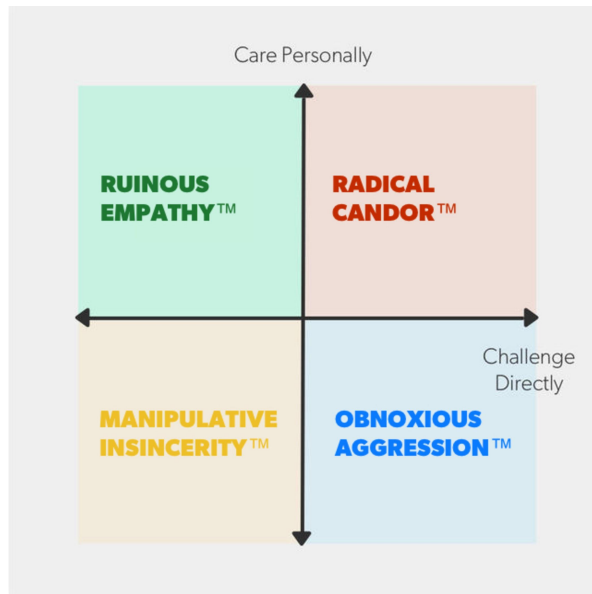 Care Personally
RUINOUS
EMPATHY™
RADICAL
CANDOR™
Challenge
Directly
MANIPULATIVE
INSINCERITY™
OBNOXIOUS
AGGRESSION™